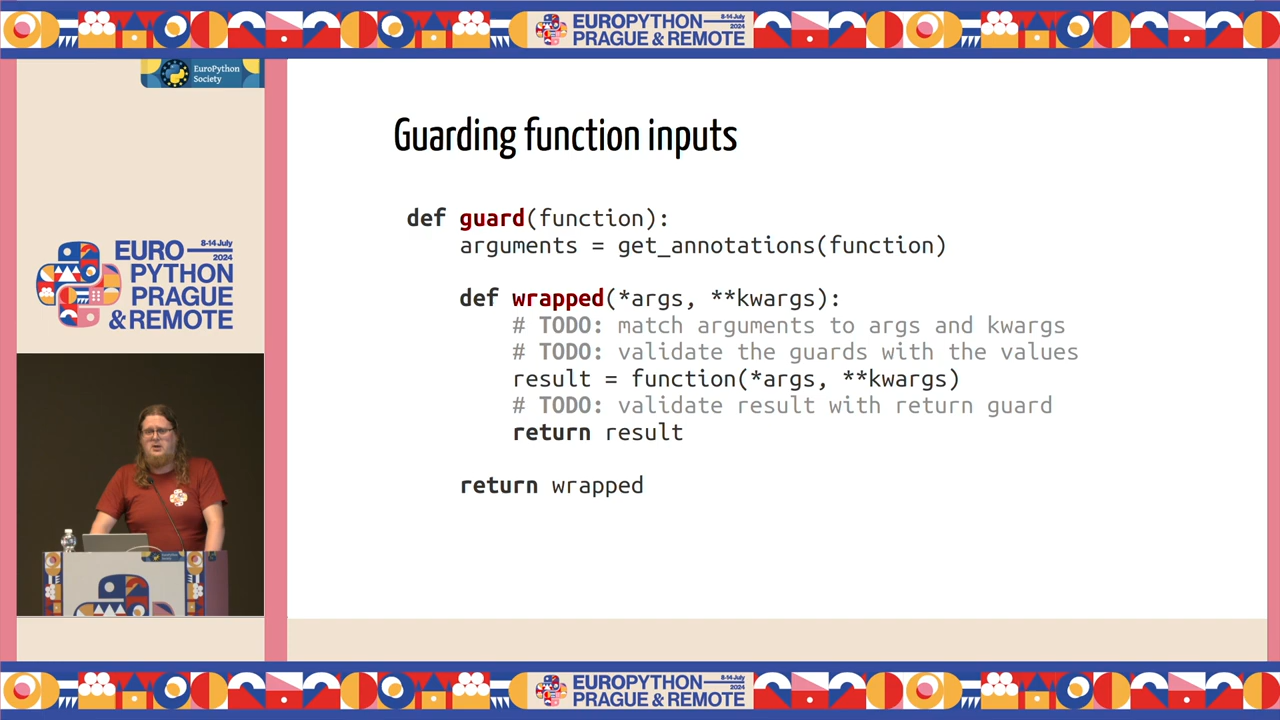 EUROPYTHON
8-14 July
2024
PRAGUE & REMOTE
EuroPython
Society
EURO
8-14 July
2024
PYTHON
PRAGUE
& REMOTE
Guarding function inputs
def guard(function):
    arguments = get_annotations(function)
    def wrapped(*args, **kwargs):
        # TODO: match arguments to args and kwargs
        # TODO: validate the guards with the values
        result = function(*args, **kwargs)
        # TODO: validate result with return guard
        return result
    return wrapped
EUROPYTHON
8-14 July
2024
PRAGUE & REMOTE